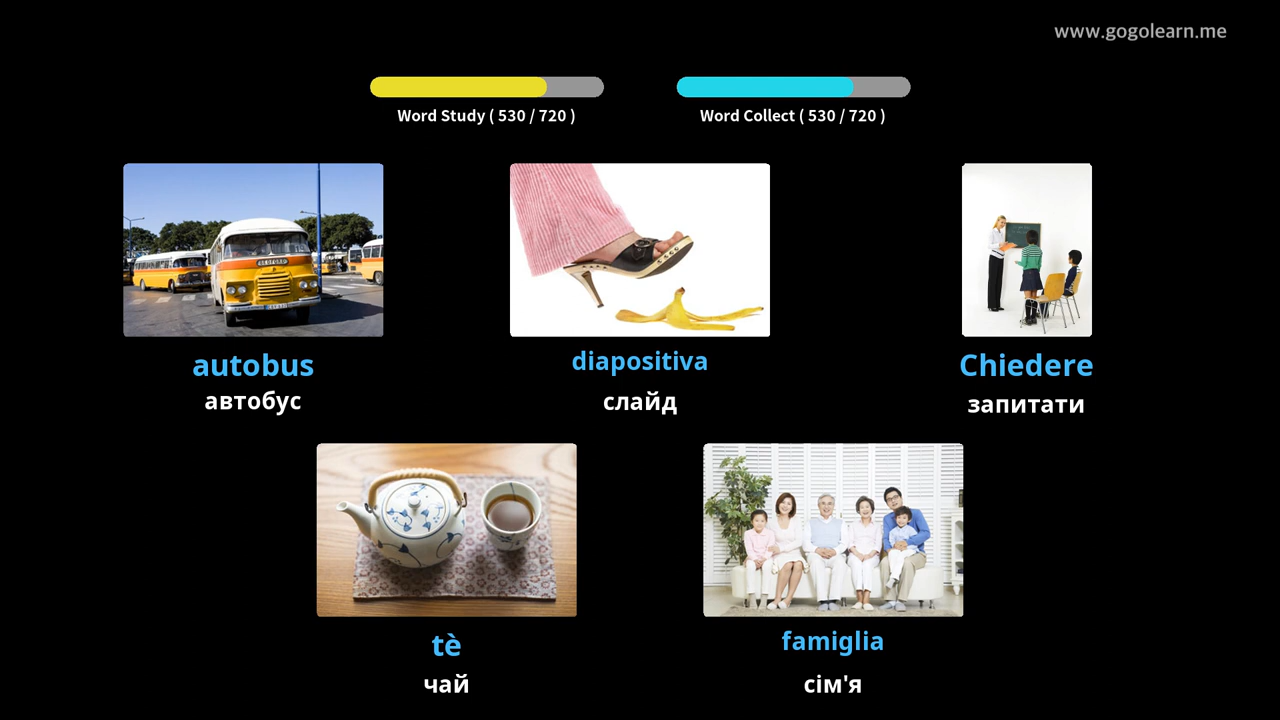 www.gogolearn.me
Word Study ( 530 / 720 )
Word Collect ( 530 / 720 )
autobus
автобус
diapositiva
слайд
Chiedere
запитати
tè
чай
famiglia
сім'я